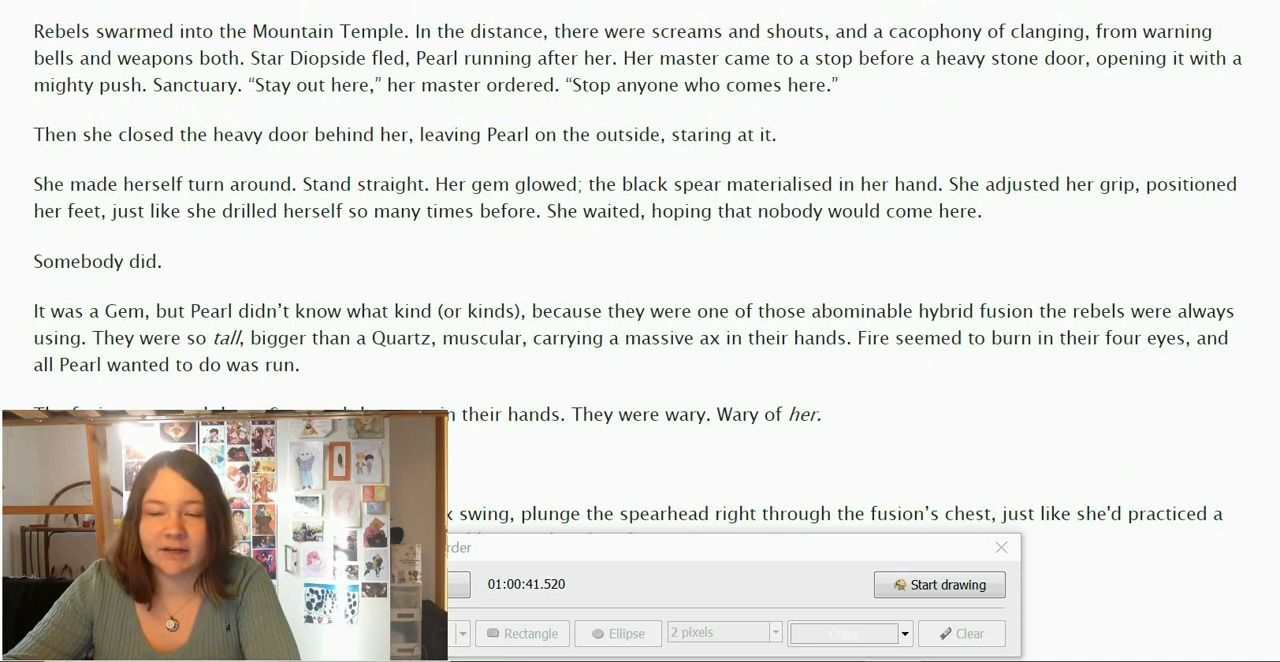 Rebels swarmed into the Mountain Temple. In the distance, there were screams and shouts, and a cacophony of clanging, from warning
bells and weapons both. Star Diopside fled, Pearl running after her. Her master came to a stop before a heavy stone door, opening it with a
mighty push. Sanctuary. “Stay out here,” her master ordered. “Stop anyone who comes here.”
Then she closed the heavy door behind her, leaving Pearl on the outside, staring at it.
She made herself turn around. Stand straight. Her gem glowed; the black spear materialised in her hand. She adjusted her grip, positioned
her feet, just like she drilled herself so many times before. She waited, hoping that nobody would come here.
Somebody did.
It was a Gem, but Pearl didn’t know what kind (or kinds), because they were one of those abominable hybrid fusion the rebels were always
using. They were so tall, bigger than a Quartz, muscular, carrying a massive ax in their hands. Fire seemed to burn in their four eyes, and
all Pearl wanted to do was run.
in their hands. They were wary. Wary of her.
swing, plunge the spearhead right through the fusion’s chest, just like she'd practiced a
01:00:41.520
Start drawing
Rectangle
Ellipse
2 pixels
Color
Clear